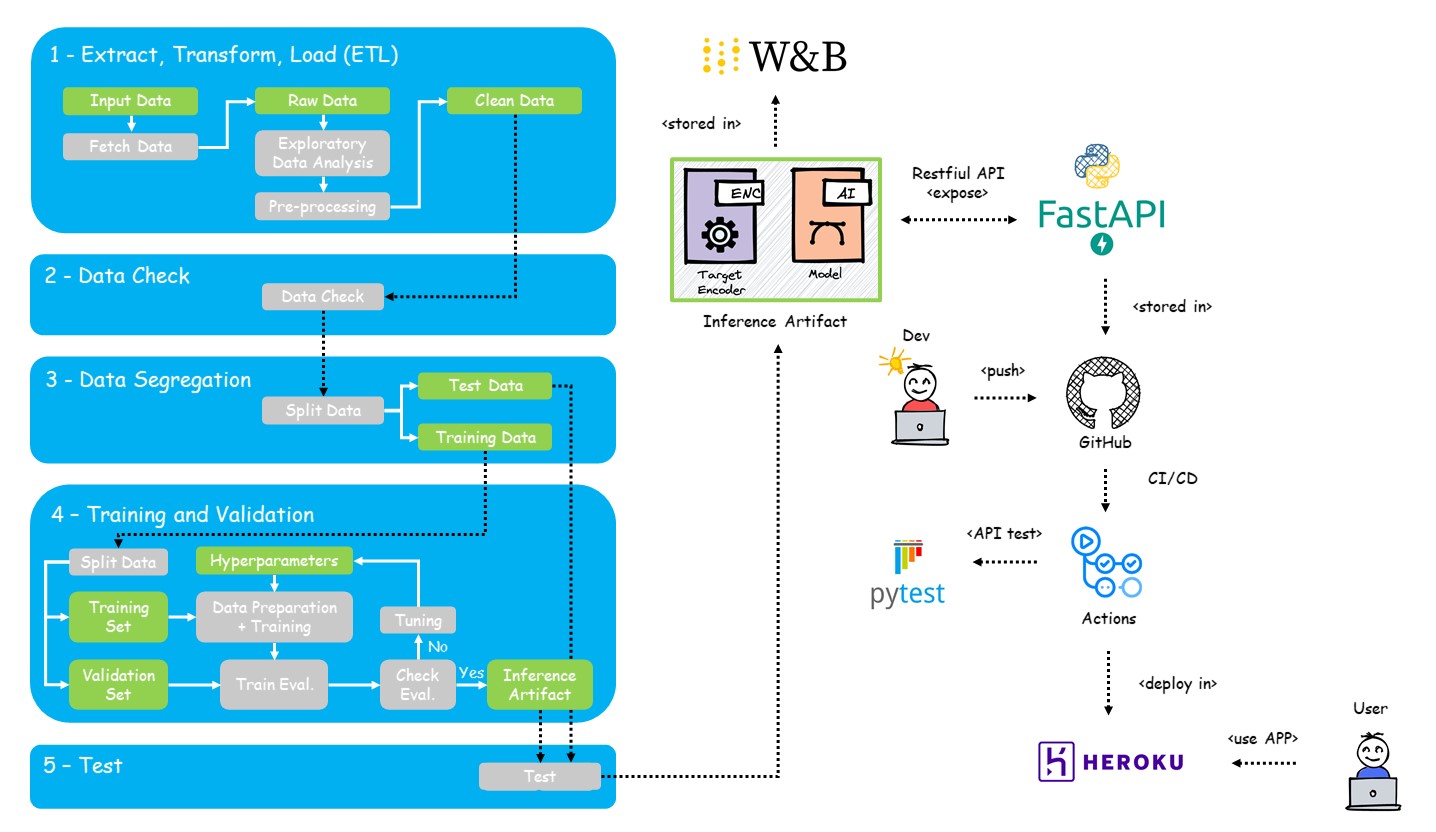 1 - Extract, Transform, Load (ETL)
Input Data
Fetch Data
Raw Data
Exploratory
Data Analysis
Pre-processing
Clean Data
2 - Data Check
Data Check
3 - Data Segregation
Split Data
Test Data
Training Data
4 – Training and Validation
Split Data
Training
Set
Validation
Set
Hyperparameters
Data Preparation
+ Training
Train Eval.
Tuning
No
Check
Eval.
Yes
Inference
Artifact
5 – Test
Test
W&B
<stored in>
ENC
Target
Encoder
AI
Model
Inference Artifact
Restfiul API
<expose>
FastAPI
<stored in>
Dev
<push>
GitHub
CI/CD
<API test>
pytest
Actions
<deploy in>
HEROKU
<use APP>
User